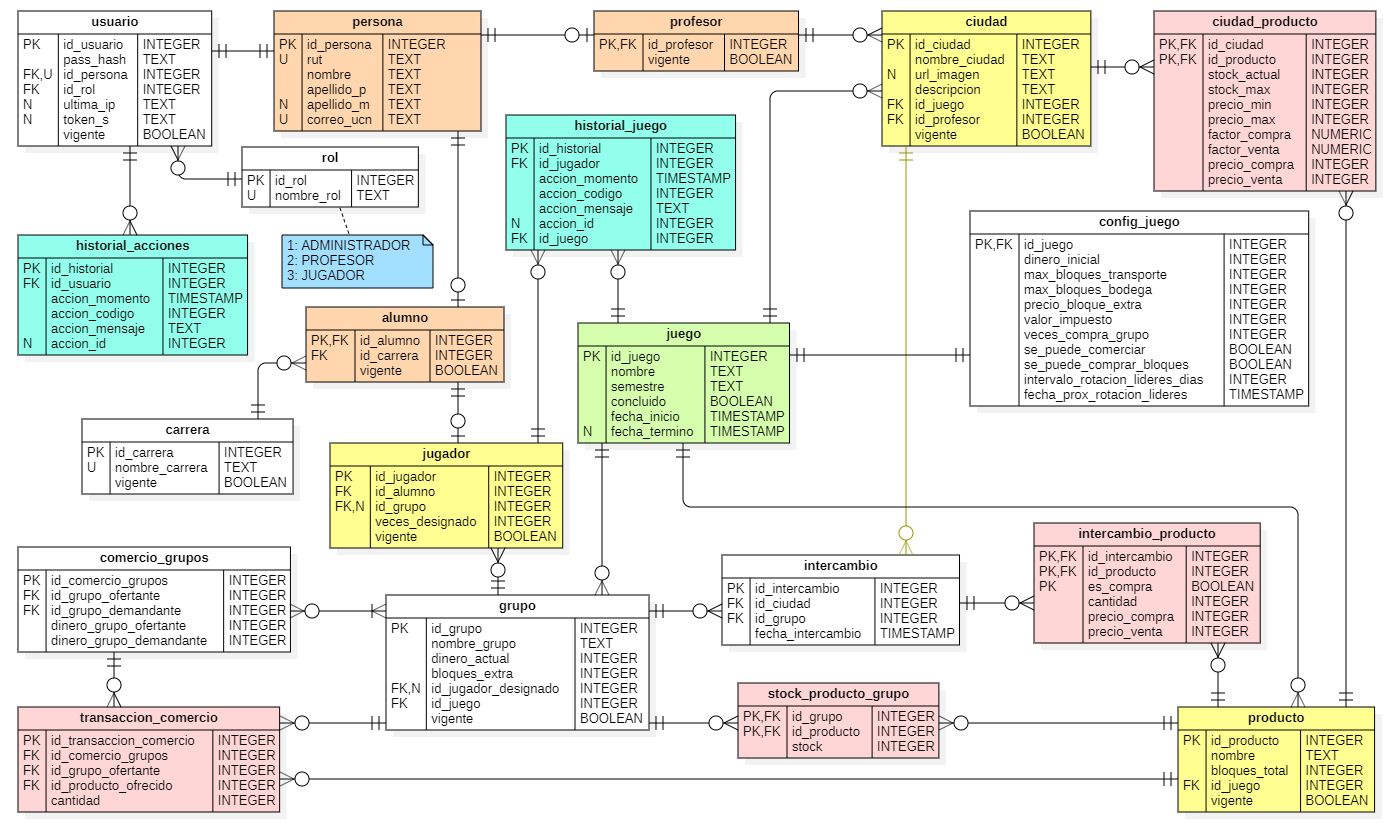 usuario
PK id_usuario INTEGER
pass_hash TEXT
FK,U id_persona INTEGER
FK id_rol INTEGER
N ultima_ip TEXT
N token_s TEXT
vigente BOOLEAN
persona
PK id_persona INTEGER
U rut TEXT
nombre TEXT
apellido_p TEXT
N apellido_m TEXT
U correo_ucn TEXT
profesor
PK,FK id_profesor INTEGER
vigente BOOLEAN
ciudad
PK id_ciudad INTEGER
nombre_ciudad TEXT
N url_imagen TEXT
descripcion TEXT
FK id_juego INTEGER
FK id_profesor INTEGER
vigente BOOLEAN
ciudad_producto
PK,FK id_ciudad INTEGER
PK,FK id_producto INTEGER
stock_actual INTEGER
stock_max INTEGER
precio_min INTEGER
precio_max INTEGER
factor_compra NUMERIC
factor_venta NUMERIC
precio_compra INTEGER
precio_venta INTEGER
rol
PK id_rol INTEGER
U nombre_rol TEXT
1: ADMINISTRADOR
2: PROFESOR
3: JUGADOR
historial_juego
PK id_historial INTEGER
FK id_jugador INTEGER
accion_momento TIMESTAMP
accion_codigo INTEGER
accion_mensaje TEXT
N accion_id INTEGER
FK id_juego INTEGER
historial_acciones
PK id_historial INTEGER
FK id_usuario INTEGER
accion_momento TIMESTAMP
accion_codigo INTEGER
accion_mensaje TEXT
N accion_id INTEGER
config_juego
PK,FK id_juego INTEGER
dinero_inicial INTEGER
max_bloques_transporte INTEGER
max_bloques_bodega INTEGER
precio_bloque_extra INTEGER
valor_impuesto INTEGER
veces_compra_grupo INTEGER
se_puede_comerciar BOOLEAN
se_puede_comprar_bloques BOOLEAN
intervalo_rotacion_lideres_dias INTEGER
fecha_prox_rotacion_lideres TIMESTAMP
alumno
PK,FK id_alumno INTEGER
FK id_carrera INTEGER
vigente BOOLEAN
juego
PK id_juego INTEGER
nombre TEXT
semestre TEXT
concluido BOOLEAN
fecha_inicio TIMESTAMP
N fecha_termino TIMESTAMP
carrera
PK id_carrera INTEGER
U nombre_carrera TEXT
vigente BOOLEAN
jugador
PK id_jugador INTEGER
FK id_alumno INTEGER
FK,N id_grupo INTEGER
veces_designado INTEGER
vigente BOOLEAN
comercio_grupos
PK id_comercio_grupos INTEGER
FK id_grupo_ofertante INTEGER
FK id_grupo_demandante INTEGER
dinero_grupo_ofertante INTEGER
dinero_grupo_demandante INTEGER
grupo
PK id_grupo INTEGER
nombre_grupo TEXT
dinero_actual INTEGER
bloques_extra INTEGER
FK,N id_jugador_designado INTEGER
FK id_juego INTEGER
vigente BOOLEAN
intercambio
PK id_intercambio INTEGER
FK id_ciudad INTEGER
FK id_grupo INTEGER
fecha_intercambio TIMESTAMP
intercambio_producto
PK,FK id_intercambio INTEGER
PK,FK id_producto INTEGER
PK es_compra BOOLEAN
cantidad INTEGER
precio_compra INTEGER
precio_venta INTEGER
transaccion_comercio
PK id_transaccion_comercio INTEGER
FK id_comercio_grupos INTEGER
FK id_grupo_ofertante INTEGER
FK id_producto_ofrecido INTEGER
cantidad INTEGER
stock_producto_grupo
PK,FK id_grupo INTEGER
PK,FK id_producto INTEGER
stock INTEGER
producto
PK id_producto INTEGER
nombre TEXT
bloques_total INTEGER
FK id_juego INTEGER
vigente BOOLEAN